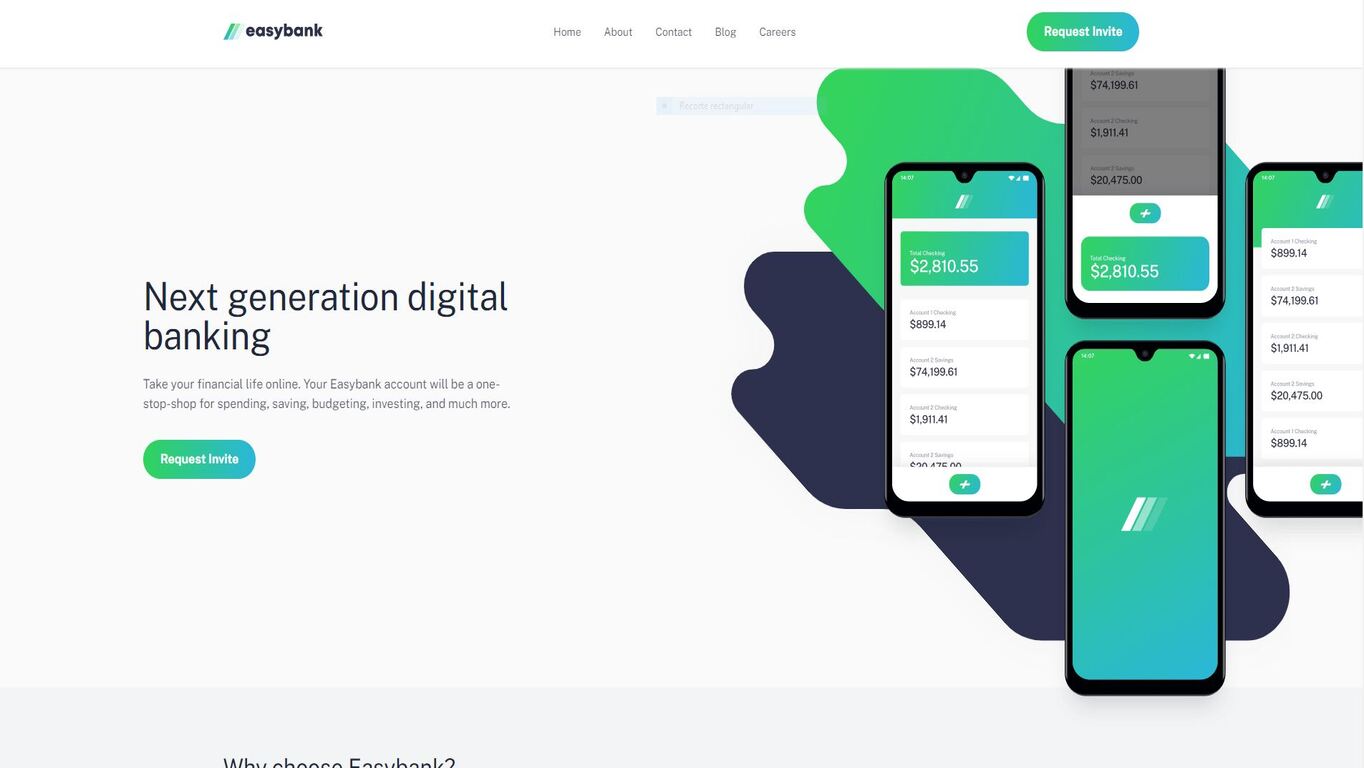 easybank
Home
About
Contact
Blog
Careers
Request Invite
Recorte rectangular
Next generation digital
banking
Take your financial life online. Your Easybank account will be a one-
stop-shop for spending, saving, budgeting, investing, and much more.
Request Invite
14:07
Total Checking
$2,810.55
Account 1 Checking
$899.14
Account 2 Savings
$74,199.61
Account 2 Checking
$1,911.41
Account 2 Savings
$20,475.00
Account 2 Savings
$74,199.61
Account 2 Checking
$1,911.41
Account 2 Savings
$20,475.00
Total Checking
$2,810.55
14:07
14:07
Account 1 Checking
$899.14
Account 2 Savings
$74,199.61
Account 2 Checking
$1,911.41
Account 2 Savings
$20,475.00
Account 1 Checking
$899.14
Why choose Easybank?